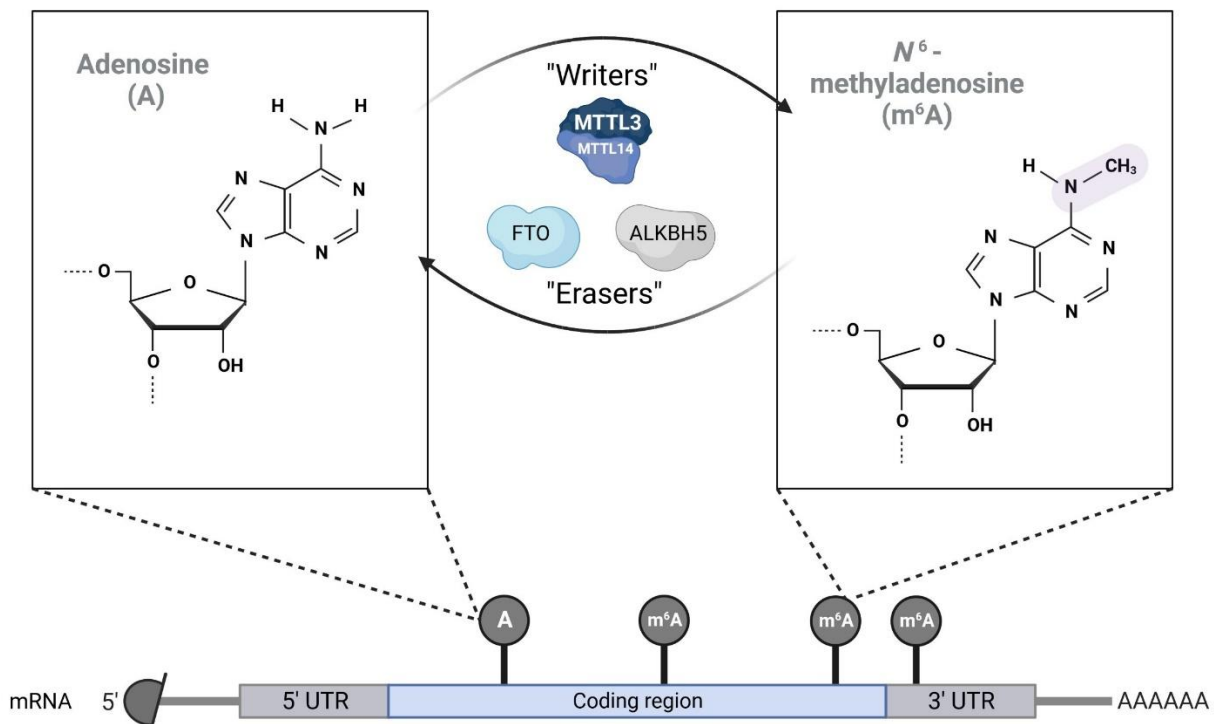 Adenosine
(A)
H H
N
N N
N N
O
O
O
OH
"Writers"
MTTL3
MTTL14
FTO ALKBH5
"Erasers"
N⁶ -
methyladenosine
(m⁶A)
H
N CH₃
N N
N N
O
O
O
OH
A m⁶A m⁶A m⁶A
mRNA 5' 5' UTR Coding region 3' UTR AAAAAA